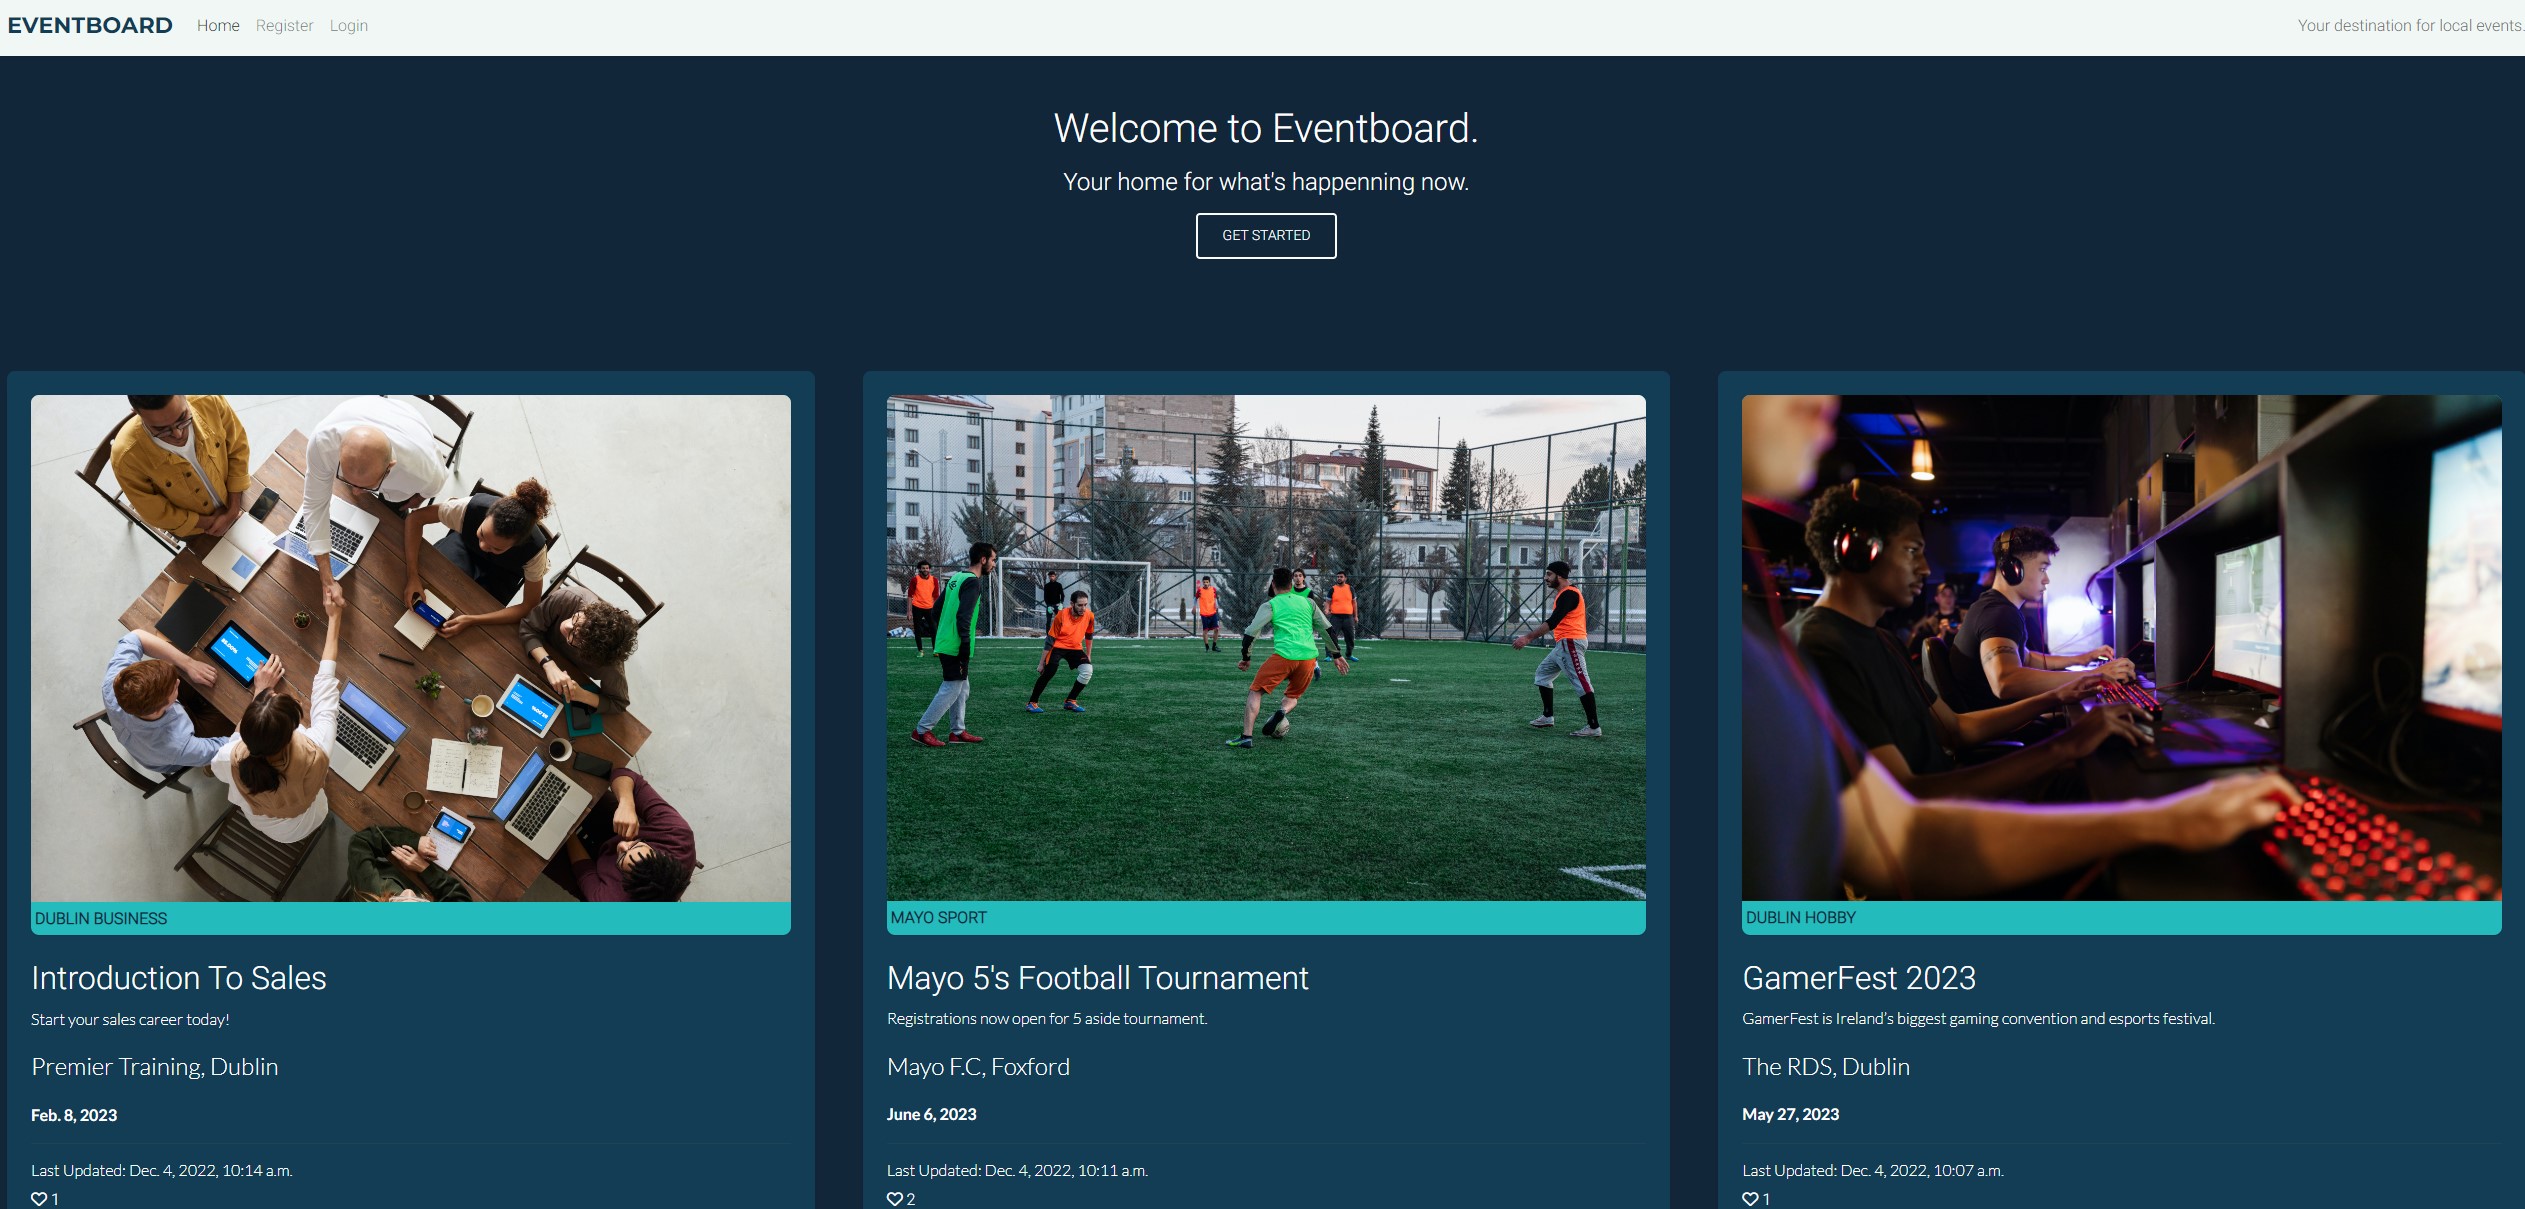 EVENTBOARD Home Register Login Your destination for local events.
Welcome to Eventboard.
Your home for what's happenning now.
GET STARTED
DUBLIN BUSINESS
Introduction To Sales
Start your sales career today!
Premier Training, Dublin
Feb. 8, 2023
Last Updated: Dec. 4, 2022, 10:14 a.m.
1
MAYO SPORT
Mayo 5's Football Tournament
Registrations now open for 5 aside tournament.
Mayo F.C, Foxford
June 6, 2023
Last Updated: Dec. 4, 2022, 10:11 a.m.
2
DUBLIN HOBBY
GamerFest 2023
GamerFest is Ireland’s biggest gaming convention and esports festival.
The RDS, Dublin
May 27, 2023
Last Updated: Dec. 4, 2022, 10:07 a.m.
1